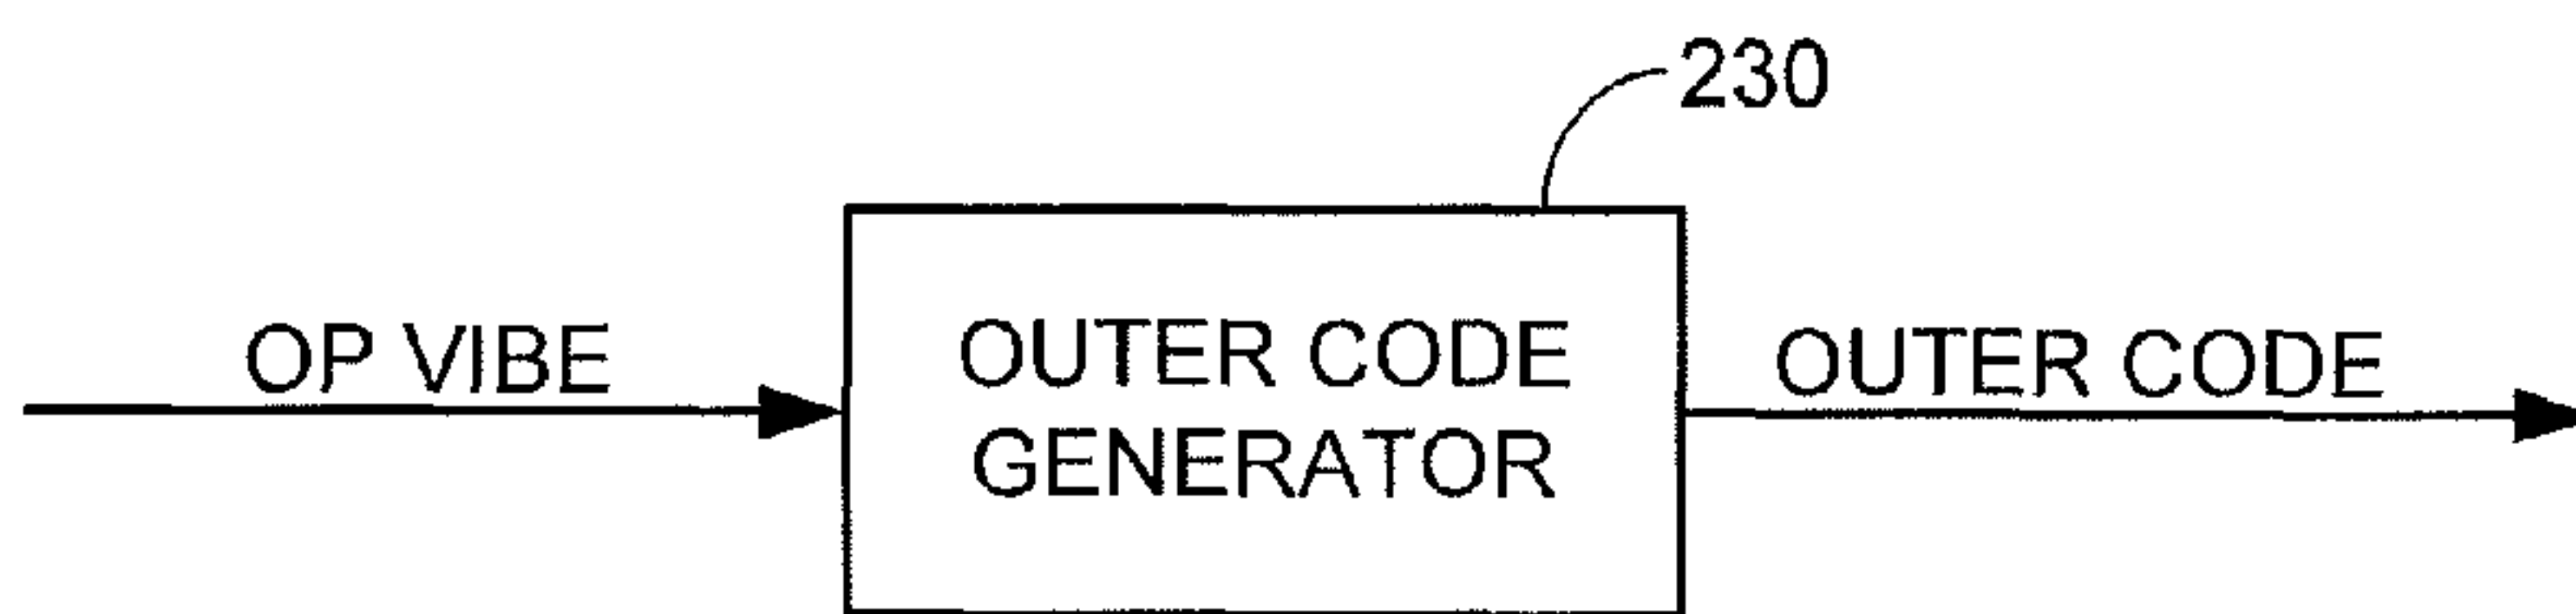 230
OP VIBE
OUTER CODE
GENERATOR
OUTER CODE